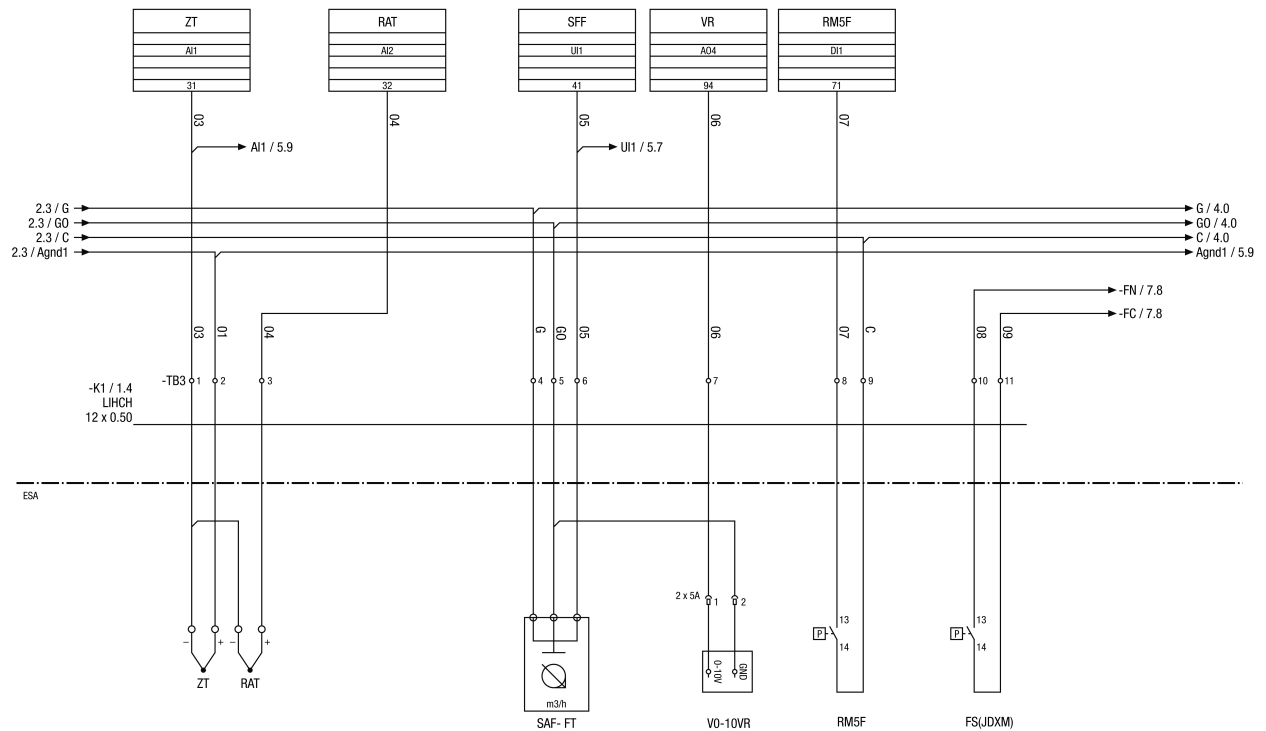 ZT RAT SFF VR RM5F
AI1 AI2 UI1 AO4 DI1
31 32 41 94 71
03 04 05 06 07
AI1 / 5.9 UI1 / 5.7
2.3 / G G / 4.0
2.3 / GO GO / 4.0
2.3 / C C / 4.0
2.3 / Agnd1 Agnd1 / 5.9
-FN / 7.8
-FC / 7.8
03 01 04 G GO 05 06 07 C 08 09
-TB3 1 2 3 4 5 6 7 8 9 10 11
-K1 / 1.4
LIHCH
12 x 0.50
ESA
2 x 5A 1 2
13 13
P P
14 14
– + – +
0-10V GND
ZT RAT
m3/h
SAF- FT V0-10VR RM5F FS(JDXM)